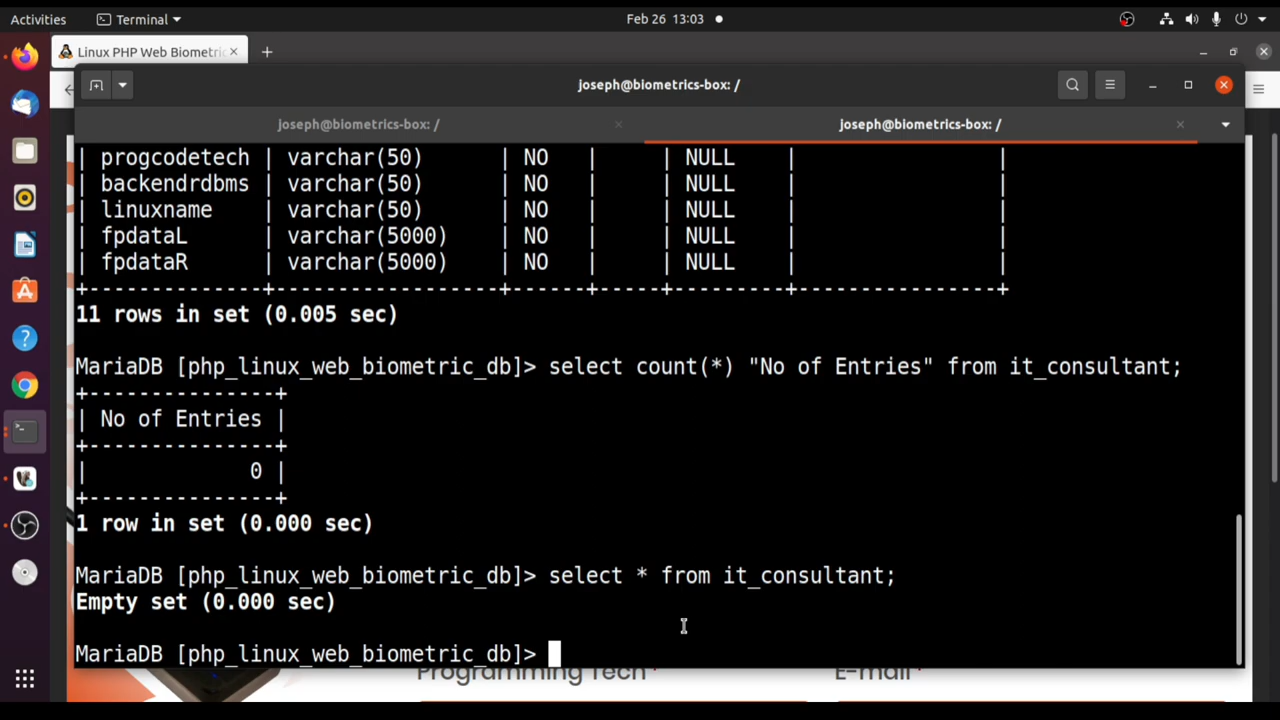 Activities Terminal Feb 26 13:03
Linux PHP Web Biometric
joseph@biometrics-box: /
joseph@biometrics-box: / joseph@biometrics-box: /
| progcodetech | varchar(50) | NO | | NULL | |
| backendrdbms | varchar(50) | NO | | NULL | |
| linuxname | varchar(50) | NO | | NULL | |
| fpdataL | varchar(5000) | NO | | NULL | |
| fpdataR | varchar(5000) | NO | | NULL | |
+--------------+------------------+------+-----+---------+----------------+
11 rows in set (0.005 sec)
MariaDB [php_linux_web_biometric_db]> select count(*) "No of Entries" from it_consultant;
+---------------+
| No of Entries |
+---------------+
| 0 |
+---------------+
1 row in set (0.000 sec)
MariaDB [php_linux_web_biometric_db]> select * from it_consultant;
Empty set (0.000 sec)
MariaDB [php_linux_web_biometric_db]>
Programming Tech* E-mail*